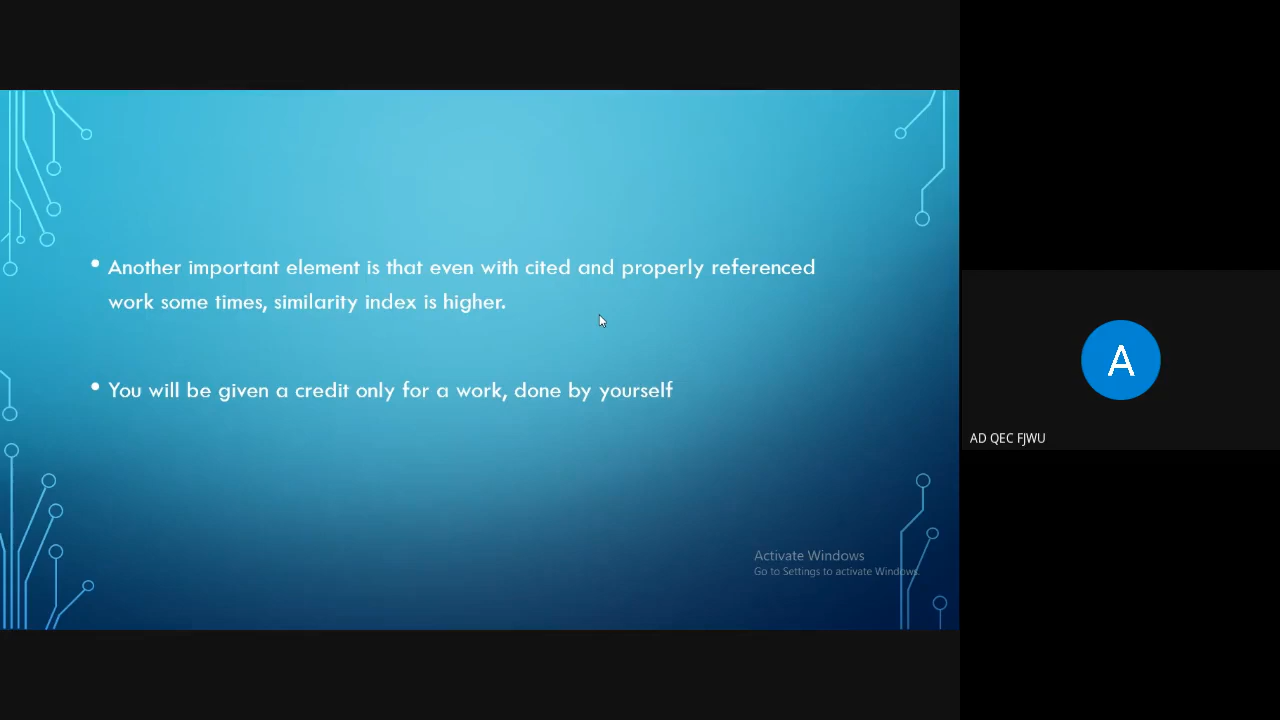 • Another important element is that even with cited and properly referenced
work some times, similarity index is higher.
• You will be given a credit only for a work, done by yourself
Activate Windows
Go to Settings to activate Windows.
A
AD QEC FJWU